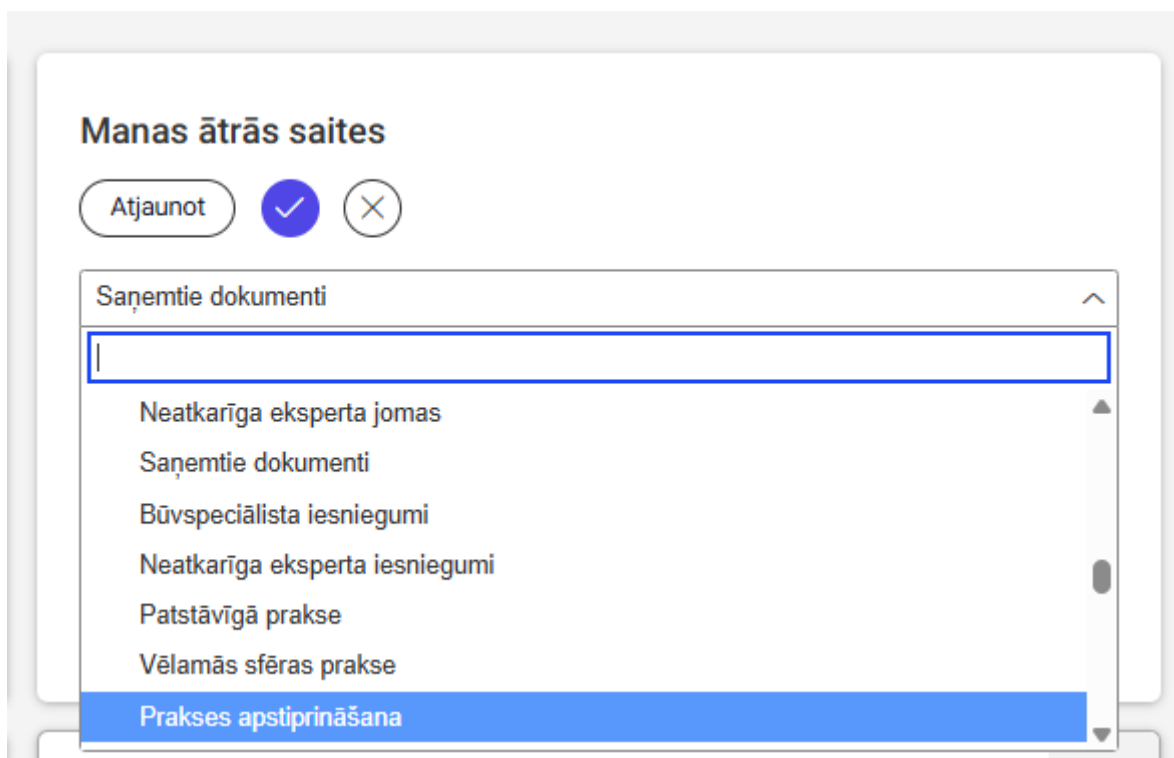 Manas ātrās saites
Atjaunot
Saņemtie dokumenti
Neatkarīga eksperta jomas
Saņemtie dokumenti
Būvspeciālista iesniegumi
Neatkarīga eksperta iesniegumi
Patstāvīgā prakse
Vēlamās sfēras prakse
Prakses apstiprināšana